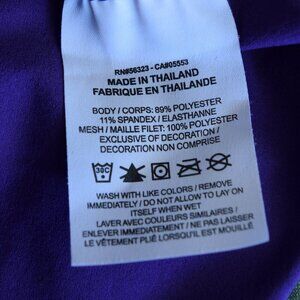 RN#56323 - CA#05553
MADE IN THAILAND
FABRIQUE EN THAILANDE
BODY / CORPS: 89% POLYESTER
11% SPANDEX / ELASTHANNE
MESH / MAILLE FILET: 100% POLYESTER
EXCLUSIVE OF DECORATION /
DECORATION NON COMPRISE
30C
WASH WITH LIKE COLORS / REMOVE
IMMEDIATELY / DO NOT ALLOW TO LAY ON
ITSELF WHEN WET
LAVER AVEC COULEURS SIMILAIRES /
ENLEVER IMMEDIATEMENT / NE PAS LAISSER
LE VÊTEMENT PLIÉ LORSQU'IL EST MOUILLÉ